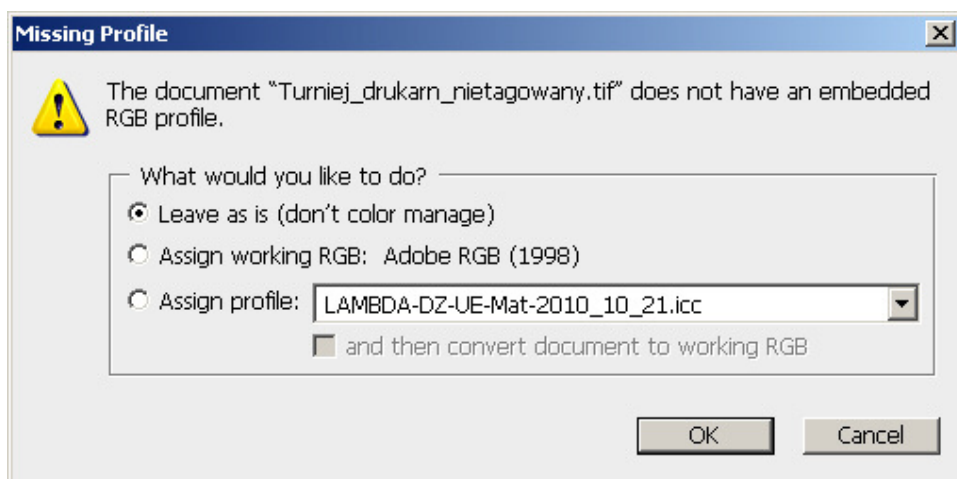 Missing Profile
The document “Turniej_drukarn_nietagowany.tif” does not have an embedded
RGB profile.
What would you like to do?
Leave as is (don't color manage)
Assign working RGB: Adobe RGB (1998)
Assign profile: LAMBDA-DZ-UE-Mat-2010_10_21.icc
and then convert document to working RGB
OK Cancel